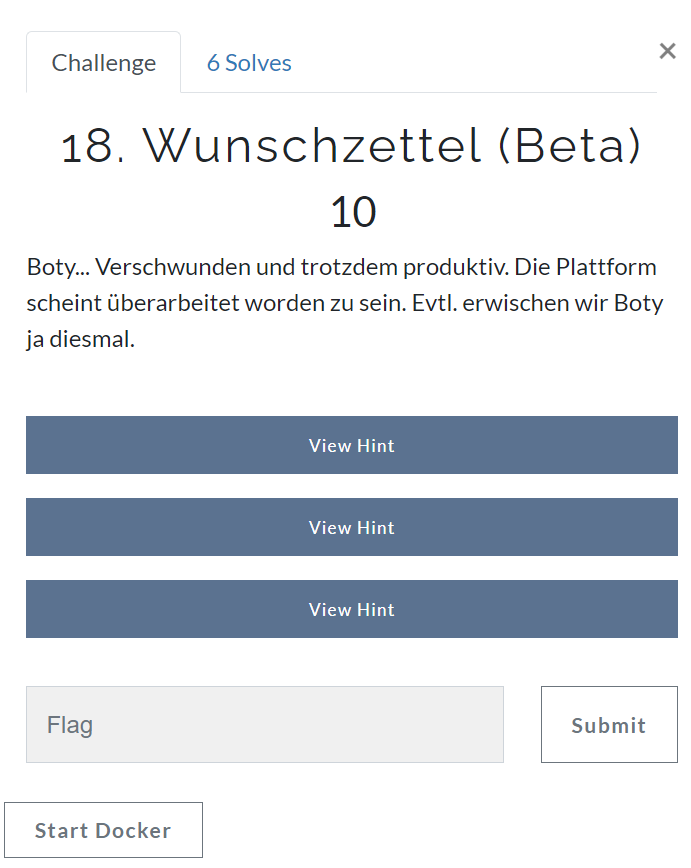 Challenge
6 Solves
×
18. Wunschzettel (Beta)
10
Boty... Verschwunden und trotzdem produktiv. Die Plattform
scheint überarbeitet worden zu sein. Evtl. erwischen wir Boty
ja diesmal.
View Hint
View Hint
View Hint
Flag
Submit
Start Docker